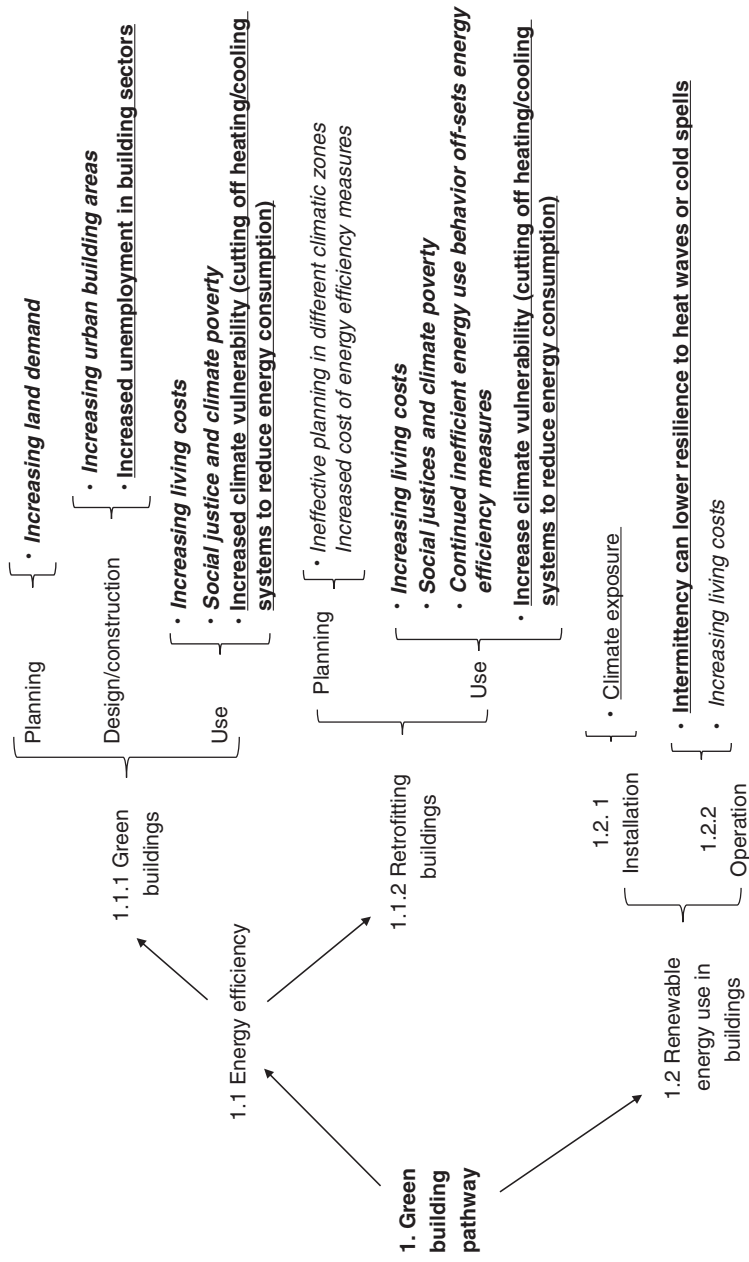 1. Green
building
pathway
1.1 Energy efficiency
1.1.1 Green
buildings
Planning
• Increasing land demand
Design/construction
• Increasing urban building areas
• Increased unemployment in building sectors
Use
• Increasing living costs
• Social justice and climate poverty
• Increased climate vulnerability (cutting off heating/cooling
systems to reduce energy consumption)
1.1.2 Retrofitting
buildings
Planning
• Ineffective planning in different climatic zones
Increased cost of energy efficiency measures
Use
• Increasing living costs
• Social justices and climate poverty
• Continued inefficient energy use behavior off-sets energy
efficiency measures
• Increase climate vulnerability (cutting off heating/cooling
systems to reduce energy consumption)
1.2 Renewable
energy use in
buildings
1.2. 1
Installation
• Climate exposure
1.2.2
Operation
• Intermittency can lower resilience to heat waves or cold spells
• Increasing living costs